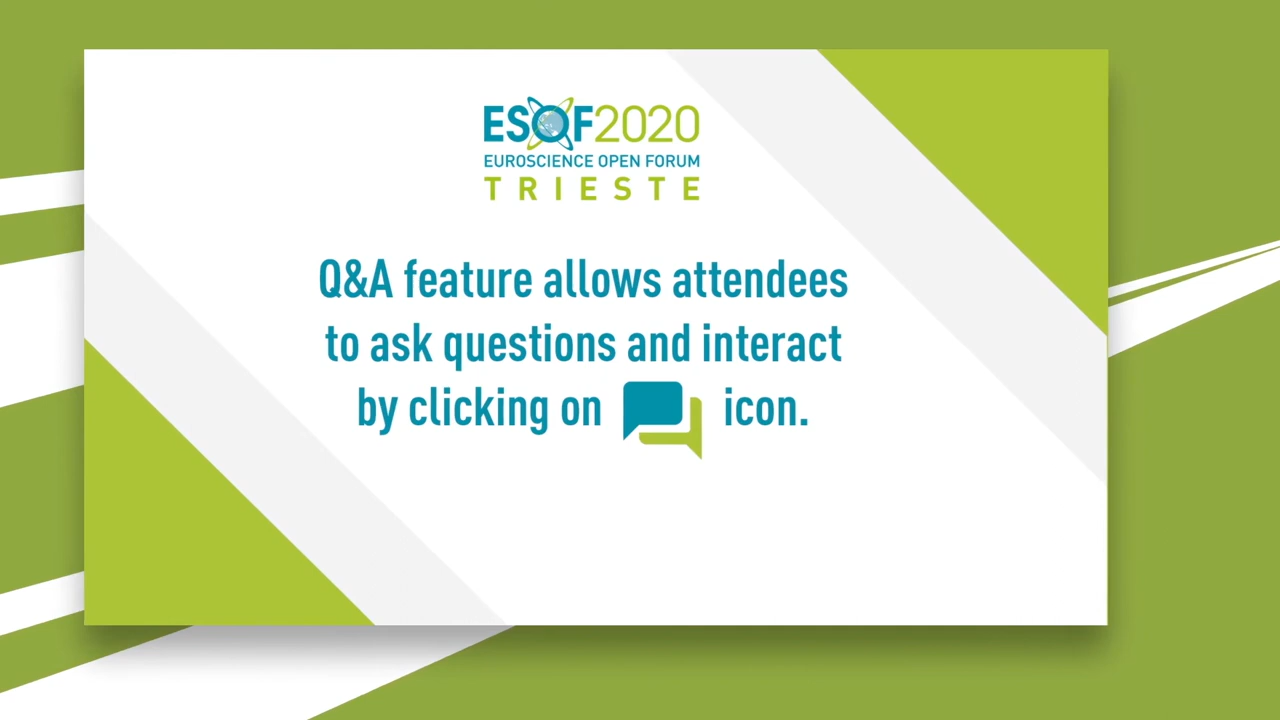 ESOF2020
EUROSCIENCE OPEN FORUM
TRIESTE
Q&A feature allows attendees
to ask questions and interact
by clicking on icon.